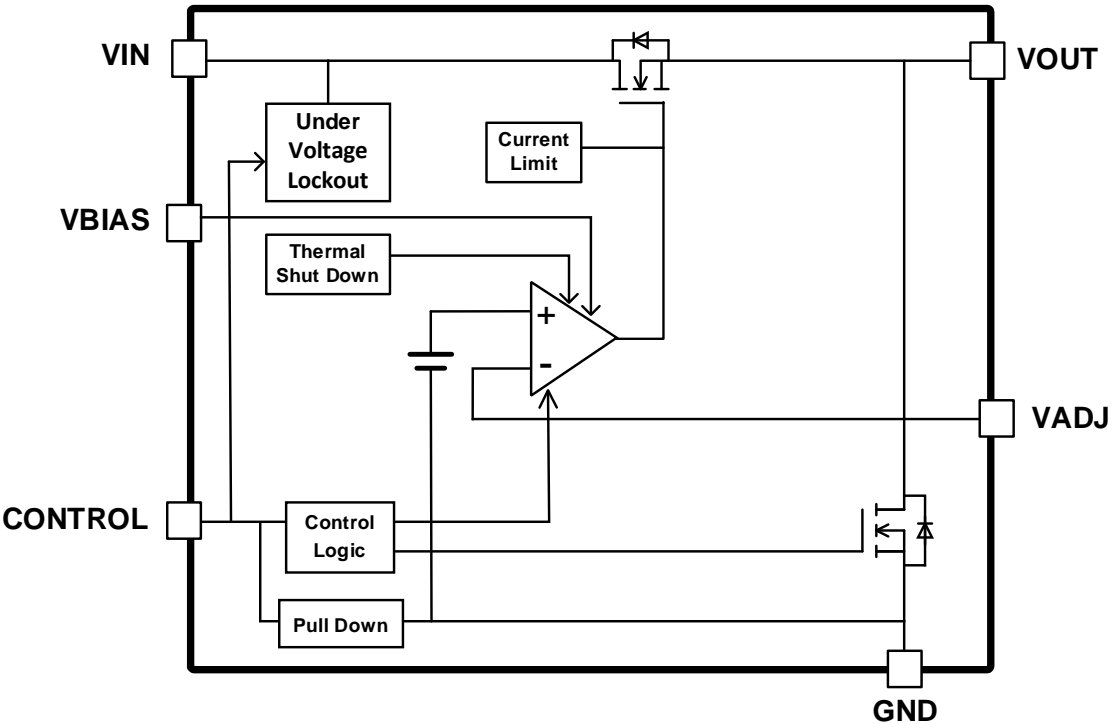 VIN
VOUT
Under
Voltage
Lockout
Current
Limit
VBIAS
Thermal
Shut Down
+
-
VADJ
CONTROL
Control
Logic
Pull Down
GND